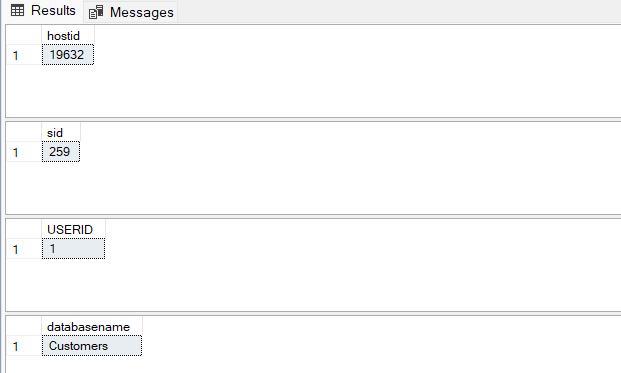 Results Messages
hostid
1 19632
sid
1 259
USERID
1 1
databasename
1 Customers